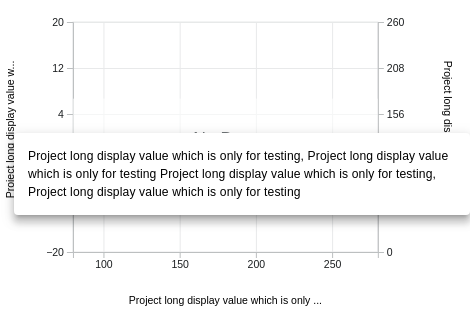 20
260
12
208
4
156
Project long display value w...
Project long dis
Project long display value which is only for testing, Project long display value
which is only for testing Project long display value which is only for testing,
Project long display value which is only for testing
−20
0
100
150
200
250
Project long display value which is only ...